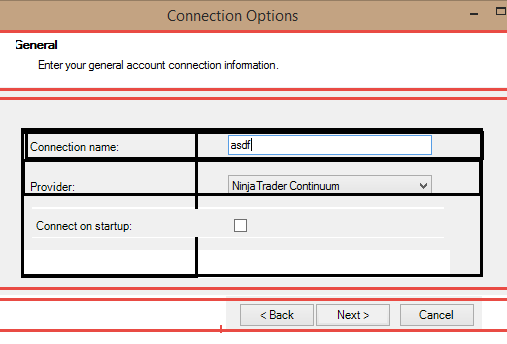 Connection Options
General
Enter your general account connection information.
Connection name:
asdf
Provider:
NinjaTrader Continuum
Connect on startup:
< Back
Next >
Cancel